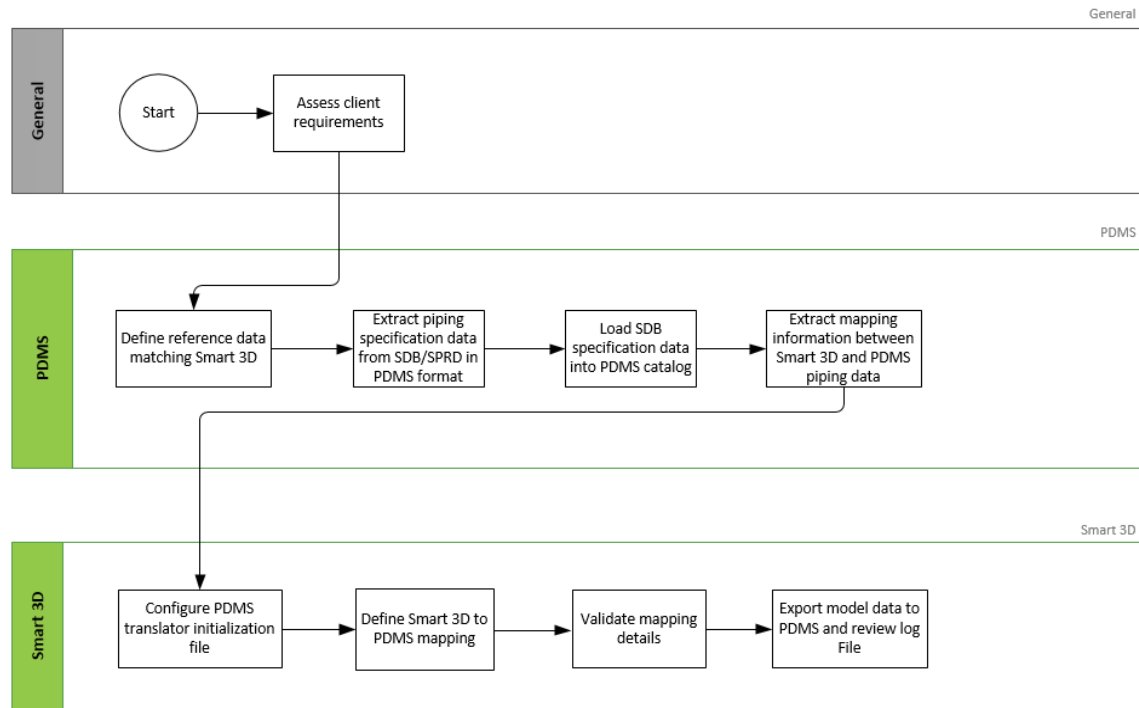 General
General
Start
Assess client
requirements
PDMS
PDMS
Define reference data
matching Smart 3D
Extract piping
specification data
from SDB/SPRD in
PDMS format
Load SDB
specification data
into PDMS catalog
Extract mapping
information between
Smart 3D and PDMS
piping data
Smart 3D
Smart 3D
Configure PDMS
translator initialization
file
Define Smart 3D to
PDMS mapping
Validate mapping
details
Export model data to
PDMS and review log
File